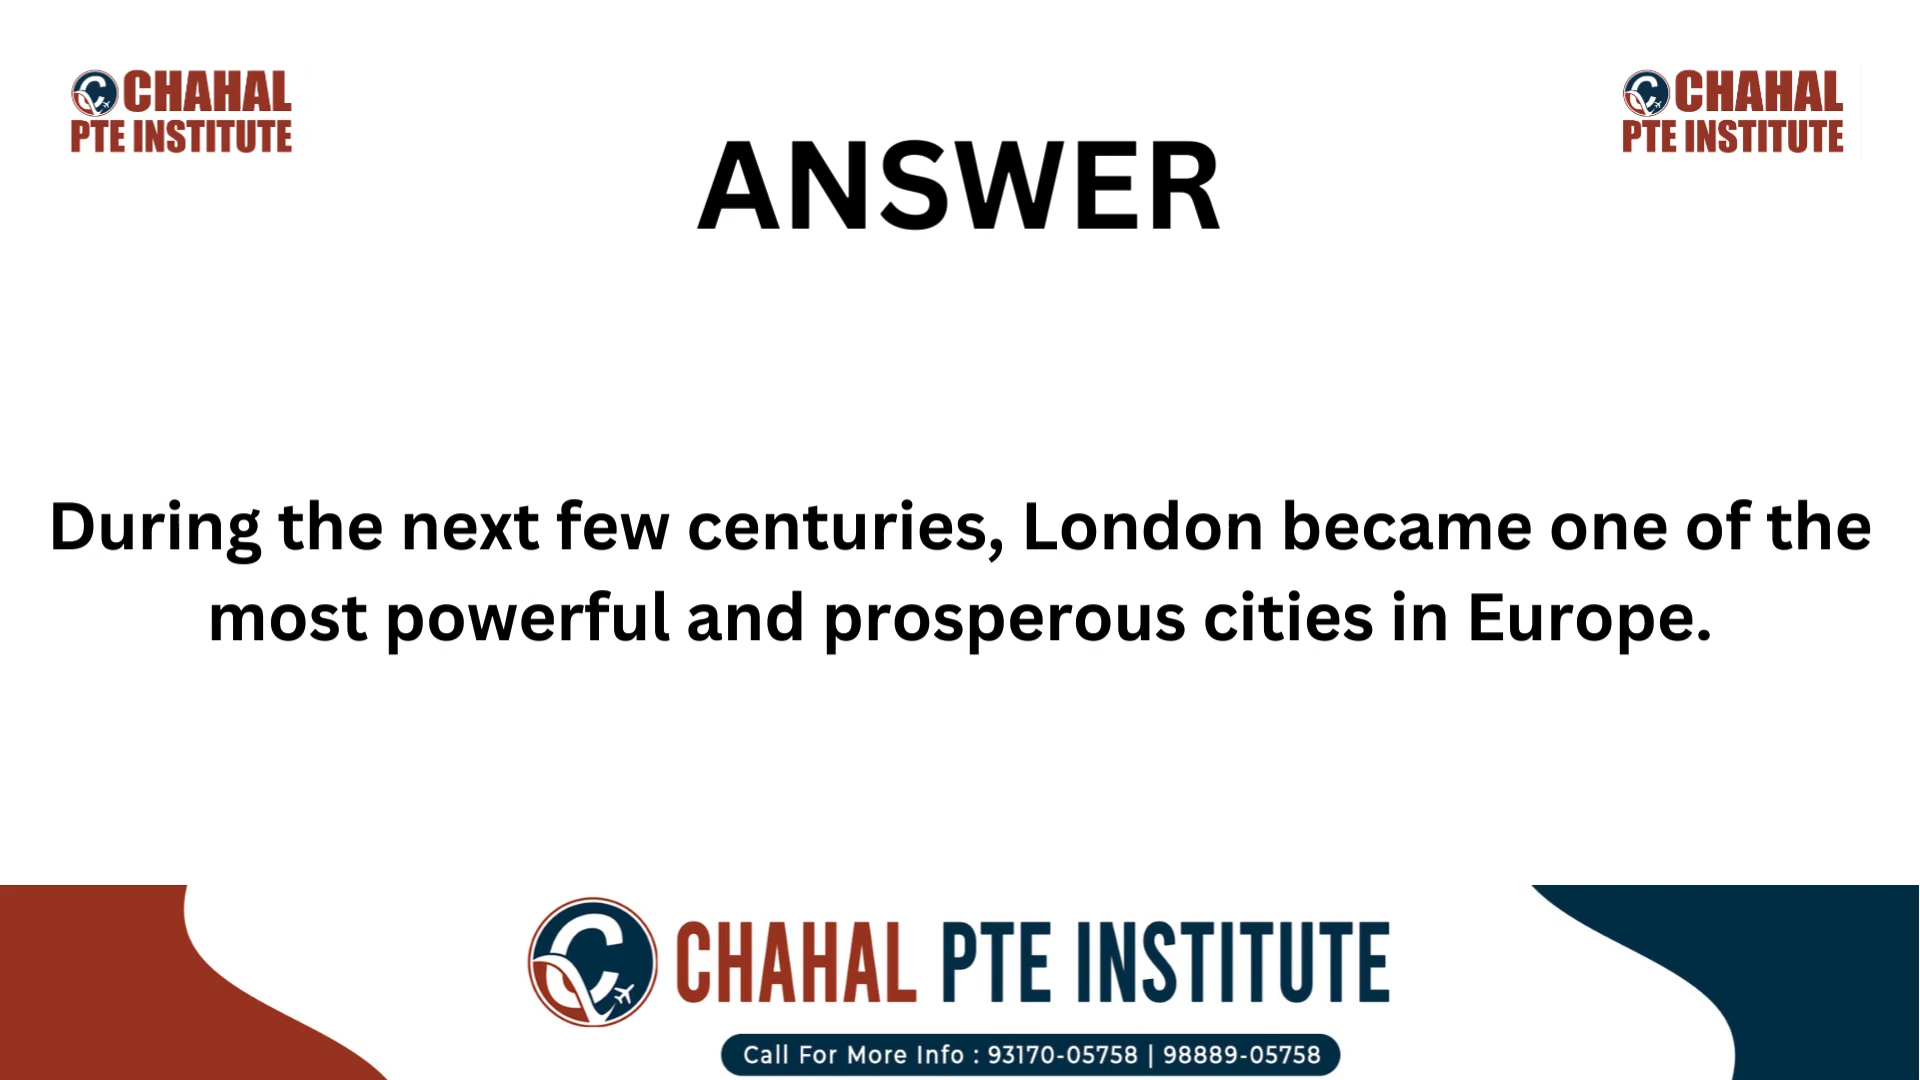 CHAHAL
PTE INSTITUTE
CHAHAL
PTE INSTITUTE
ANSWER
During the next few centuries, London became one of the
most powerful and prosperous cities in Europe.
CHAHAL PTE INSTITUTE
Call For More Info : 93170-05758 | 98889-05758